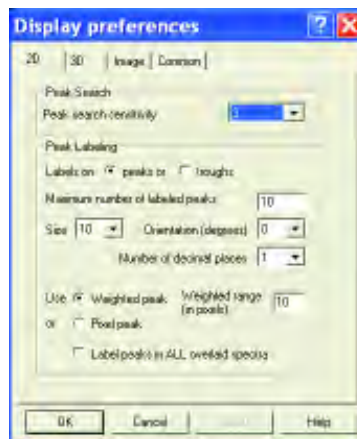 Display preferences
2D 3D Image Common
Peak Search
Peak search sensitivity
Peak Labeling
Labels on peaks or troughs
Maximum number of labeled peaks 10
Size 10 Orientation (degrees) 0
Number of decimal places 1
Use Weighted peak Weighted range (in pixels) 10
or Pixel peak
Label peaks in ALL overlaid spectra
OK Cancel Help